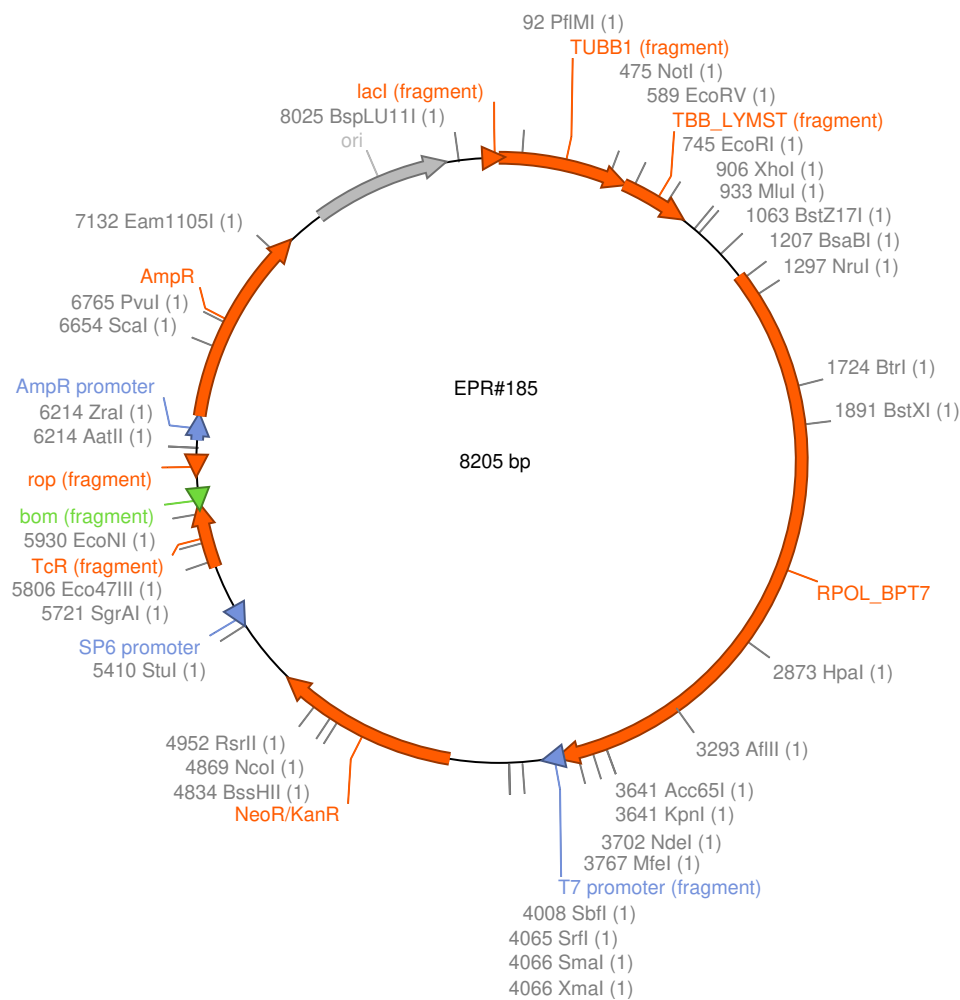 92 PflMI (1)
TUBB1 (fragment)
475 NotI (1)
589 EcoRV (1)
TBB_LYMST (fragment)
745 EcoRI (1)
906 XhoI (1)
933 MluI (1)
1063 BstZ17I (1)
1207 BsaBI (1)
1297 NruI (1)
1724 BtrI (1)
1891 BstXI (1)
RPOL_BPT7
2873 HpaI (1)
3293 AflII (1)
3641 Acc65I (1)
3641 KpnI (1)
3702 NdeI (1)
3767 MfeI (1)
T7 promoter (fragment)
4008 SbfI (1)
4065 SrfI (1)
4066 SmaI (1)
4066 XmaI (1)
NeoR/KanR
4834 BssHII (1)
4869 NcoI (1)
4952 RsrII (1)
5410 StuI (1)
SP6 promoter
5721 SgrAI (1)
5806 Eco47III (1)
TcR (fragment)
5930 EcoNI (1)
bom (fragment)
rop (fragment)
6214 AatII (1)
6214 ZraI (1)
AmpR promoter
6654 ScaI (1)
6765 PvuI (1)
AmpR
7132 Eam1105I (1)
ori
8025 BspLU11I (1)
lacI (fragment)
EPR#185
8205 bp